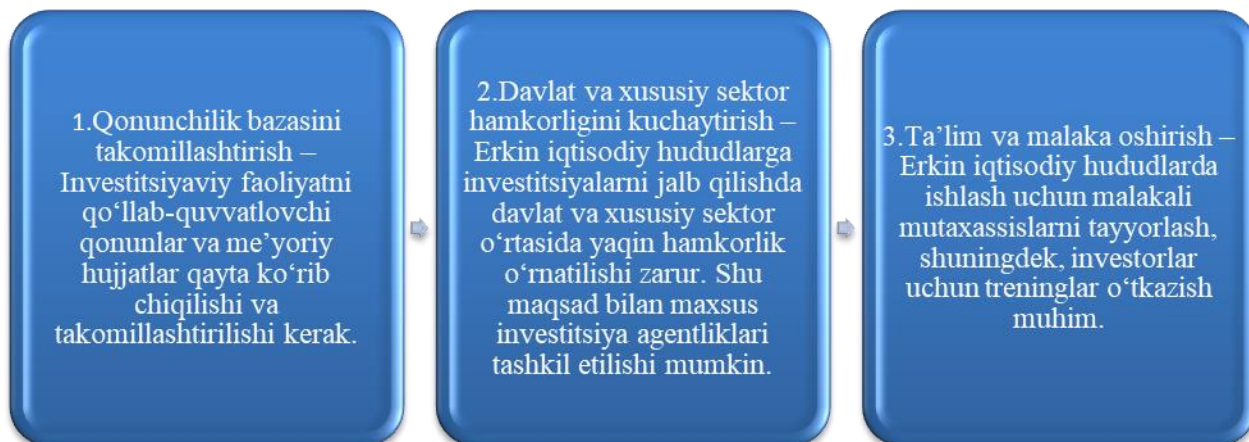 1.Qonunchilik bazasini
takomillashtirish –
Investitsiyaviy faoliyatni
qo‘llab-quvvatlovchi
qonunlar va me’yoriy
hujjatlar qayta ko‘rib
chiqilishi va
takomillashtirilishi kerak.
2.Davlat va xususiy sektor
hamkorligini kuchaytirish –
Erkin iqtisodiy hududlarga
investitsiyalarni jalb qilishda
davlat va xususiy sektor
o‘rtasida yaqin hamkorlik
o‘rnatilishi zarur. Shu
maqsad bilan maxsus
investitsiya agentliklari
tashkil etilishi mumkin.
3.Ta’lim va malaka oshirish –
Erkin iqtisodiy hududlarda
ishlash uchun malakali
mutaxassislarni tayyorlash,
shuningdek, investorlar
uchun treninglar o‘tkazish
muhim.